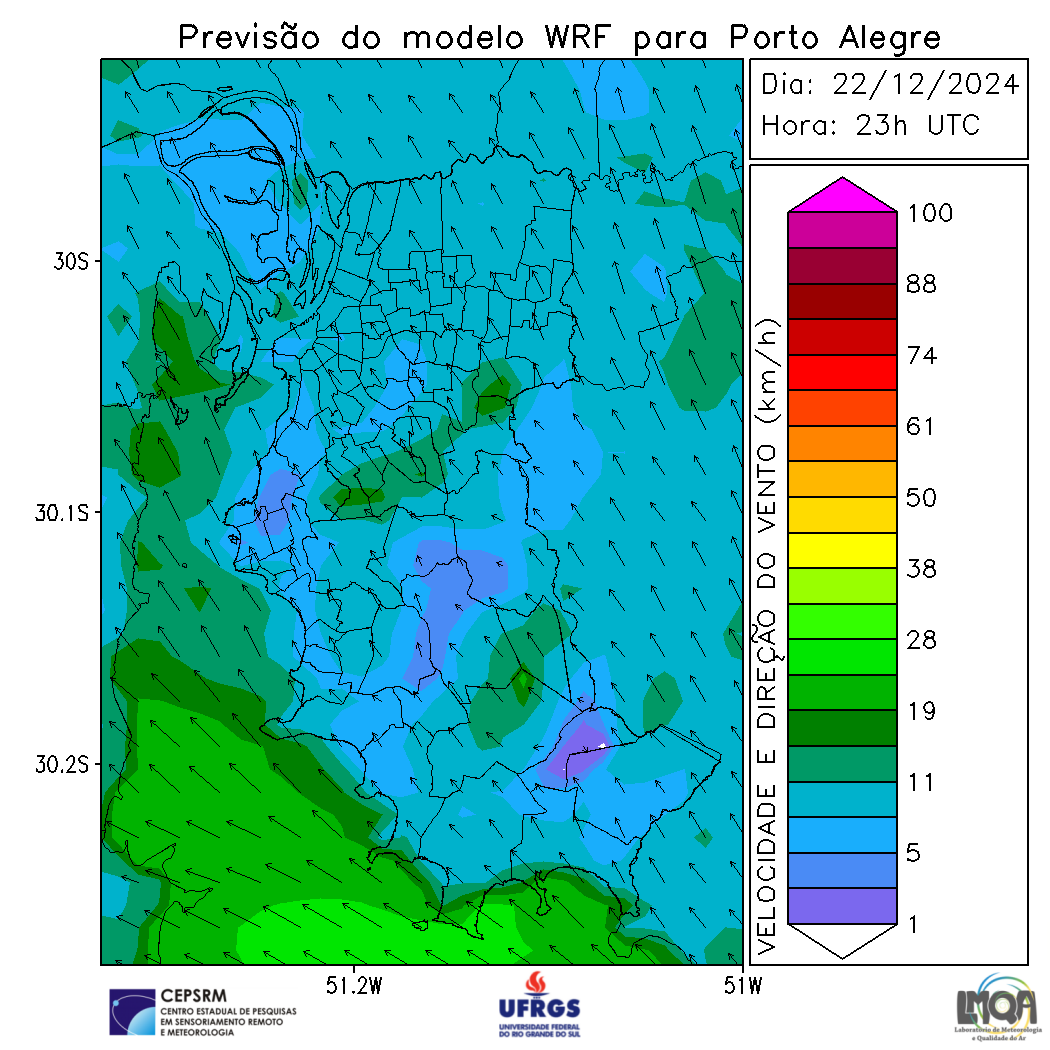 Previsão do modelo WRF para Porto Alegre
Dia: 22/12/2024
Hora: 23h UTC
30S
30.1S
30.2S
51.2W
51W
VELOCIDADE E DIREÇÃO DO VENTO (km/h)
100
88
74
61
50
38
28
19
11
5
1
CEPSRM
CENTRO ESTADUAL DE PESQUISAS
EM SENSORIAMENTO REMOTO
E METEOROLOGIA
UFRGS
UNIVERSIDADE FEDERAL
DO RIO GRANDE DO SUL
LMQA
Laboratório de Meteorologia
e Qualidade do Ar